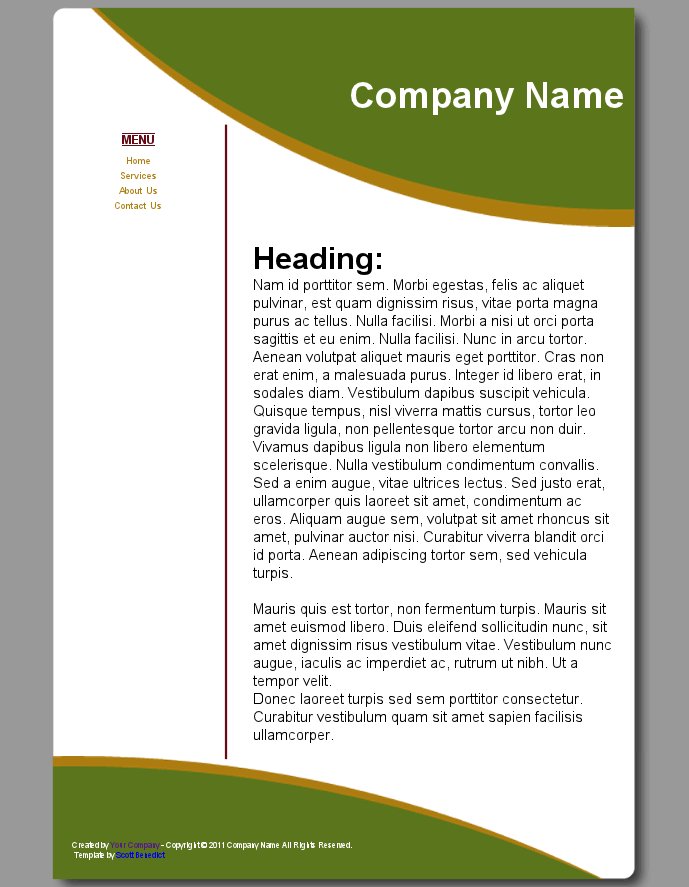 Company Name
MENU
Home
Services
About Us
Contact Us
Heading:
Nam id porttitor sem. Morbi egestas, felis ac aliquet
pulvinar, est quam dignissim risus, vitae porta magna
purus ac tellus. Nulla facilisi. Morbi a nisi ut orci porta
sagittis et eu enim. Nulla facilisi. Nunc in arcu tortor.
Aenean volutpat aliquet mauris eget porttitor. Cras non
erat enim, a malesuada purus. Integer id libero erat, in
sodales diam. Vestibulum dapibus suscipit vehicula.
Quisque tempus, nisl viverra mattis cursus, tortor leo
gravida ligula, non pellentesque tortor arcu non duir.
Vivamus dapibus ligula non libero elementum
scelerisque. Nulla vestibulum condimentum convallis.
Sed a enim augue, vitae ultrices lectus. Sed justo erat,
ullamcorper quis laoreet sit amet, condimentum ac
eros. Aliquam augue sem, volutpat sit amet rhoncus sit
amet, pulvinar auctor nisi. Curabitur viverra blandit orci
id porta. Aenean adipiscing tortor sem, sed vehicula
turpis.
Mauris quis est tortor, non fermentum turpis. Mauris sit
amet euismod libero. Duis eleifend sollicitudin nunc, sit
amet dignissim risus vestibulum vitae. Vestibulum nunc
augue, iaculis ac imperdiet ac, rutrum ut nibh. Ut a
tempor velit.
Donec laoreet turpis sed sem porttitor consectetur.
Curabitur vestibulum quam sit amet sapien facilisis
ullamcorper.
Created by Your Company - Copyright © 2011 Company Name All Rights Reserved.
Template by Scott Benedict